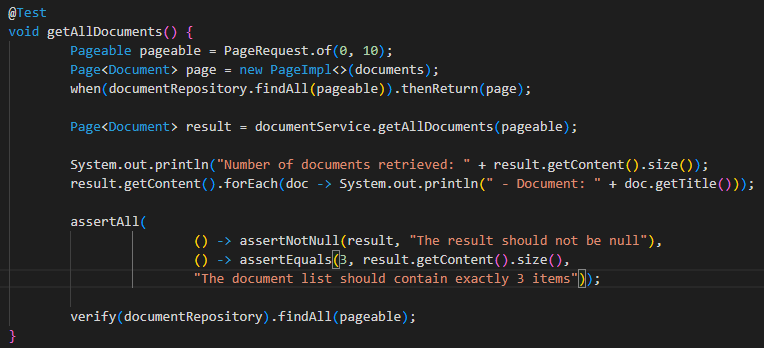 @Test
void getAllDocuments() {
Pageable pageable = PageRequest.of(0, 10);
Page<Document> page = new PageImpl<>(documents);
when(documentRepository.findAll(pageable)).thenReturn(page);
Page<Document> result = documentService.getAllDocuments(pageable);
System.out.println("Number of documents retrieved: " + result.getContent().size());
result.getContent().forEach(doc -> System.out.println(" - Document: " + doc.getTitle()));
assertAll(
() -> assertNotNull(result, "The result should not be null"),
() -> assertEquals(3, result.getContent().size(),
"The document list should contain exactly 3 items"));
verify(documentRepository).findAll(pageable);
}